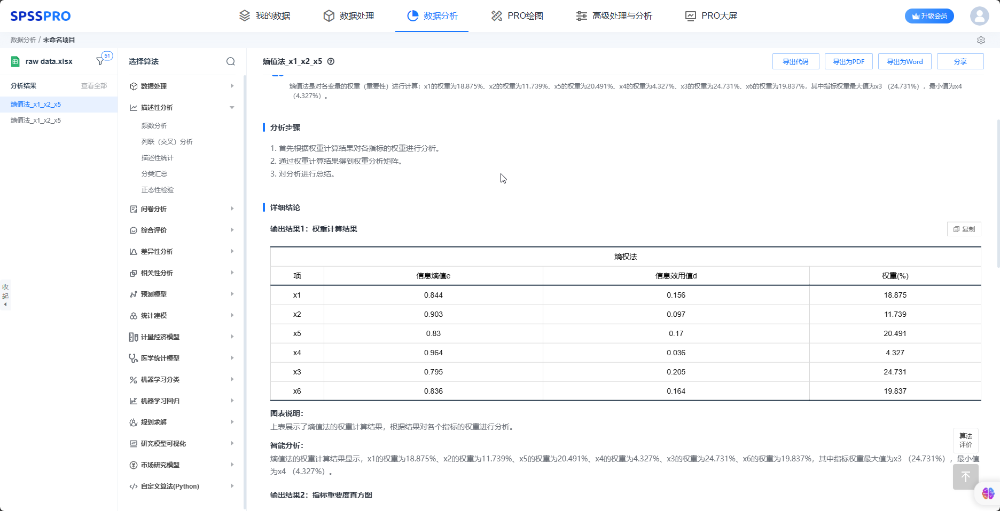 SPSSPRO
我的数据
数据处理
数据分析
PRO绘图
高级处理与分析
PRO大屏
升级会员
数据分析 / 未命名项目
raw data.xlsx
51
分析结果
查看全部
熵值法_x1_x2_x5
熵值法_x1_x2_x5
收起
选择算法
数据处理
描述性分析
频数分析
列联（交叉）分析
描述性统计
分类汇总
正态性检验
问卷分析
综合评价
差异性分析
相关性分析
预测模型
统计建模
计量经济模型
医学统计模型
机器学习分类
机器学习回归
规划求解
研究模型可视化
市场研究模型
自定义算法(Python)
熵值法_x1_x2_x5
导出代码
导出为PDF
导出为Word
分享
熵值法是对各变量的权重（重要性）进行计算：x1的权重为18.875%、x2的权重为11.739%、x5的权重为20.491%、x4的权重为4.327%、x3的权重为24.731%、x6的权重为19.837%，其中指标权重最大值为x3 （24.731%），最小值为x4
（4.327%）。
分析步骤
1. 首先根据权重计算结果对各指标的权重进行分析。
2. 通过权重计算结果得到权重分析矩阵。
3. 对分析进行总结。
详细结论
输出结果1：权重计算结果
复制
熵权法
项 信息熵值e 信息效用值d 权重(%)
x1 0.844 0.156 18.875
x2 0.903 0.097 11.739
x5 0.83 0.17 20.491
x4 0.964 0.036 4.327
x3 0.795 0.205 24.731
x6 0.836 0.164 19.837
图表说明：
上表展示了熵值法的权重计算结果，根据结果对各个指标的权重进行分析。
智能分析：
熵值法的权重计算结果显示，x1的权重为18.875%、x2的权重为11.739%、x5的权重为20.491%、x4的权重为4.327%、x3的权重为24.731%、x6的权重为19.837%，其中指标权重最大值为x3 （24.731%），最小值
为x4 （4.327%）。
输出结果2：指标重要度直方图
算法
评价